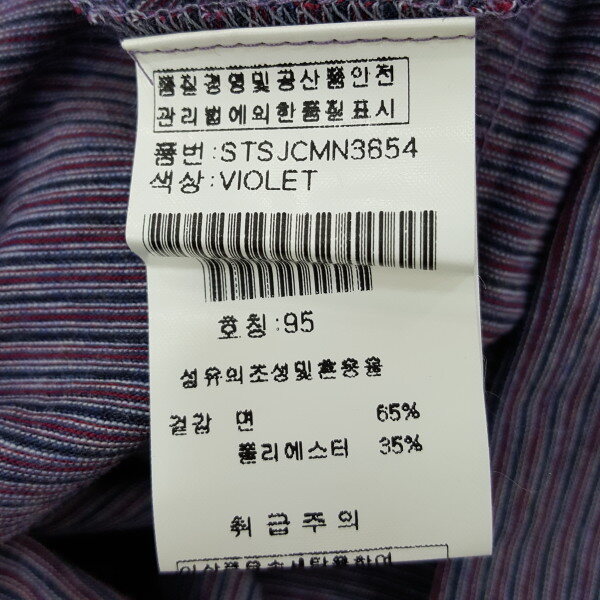 품질경영및공산품안전
관리법에의한품질표시
품번:STSJCMN3654
색상:VIOLET
호칭:95
섬유의조성및혼용율
겉감 면 65%
폴리에스터 35%
취급주의